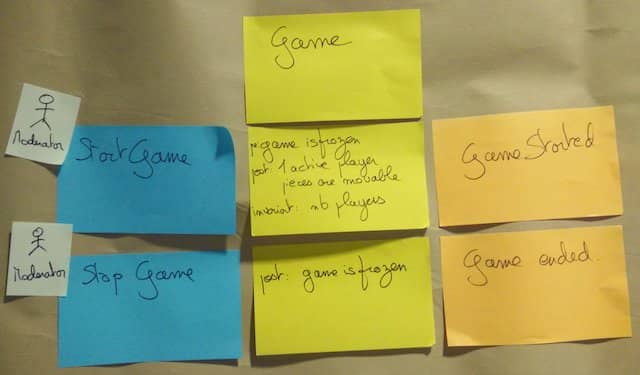 Game
Moderator
Start Game
pre: game is frozen
post: 1 active player
pieces are movable
invariant: nb players
Game Started
Moderator
Stop Game
post: game is frozen
Game ended.